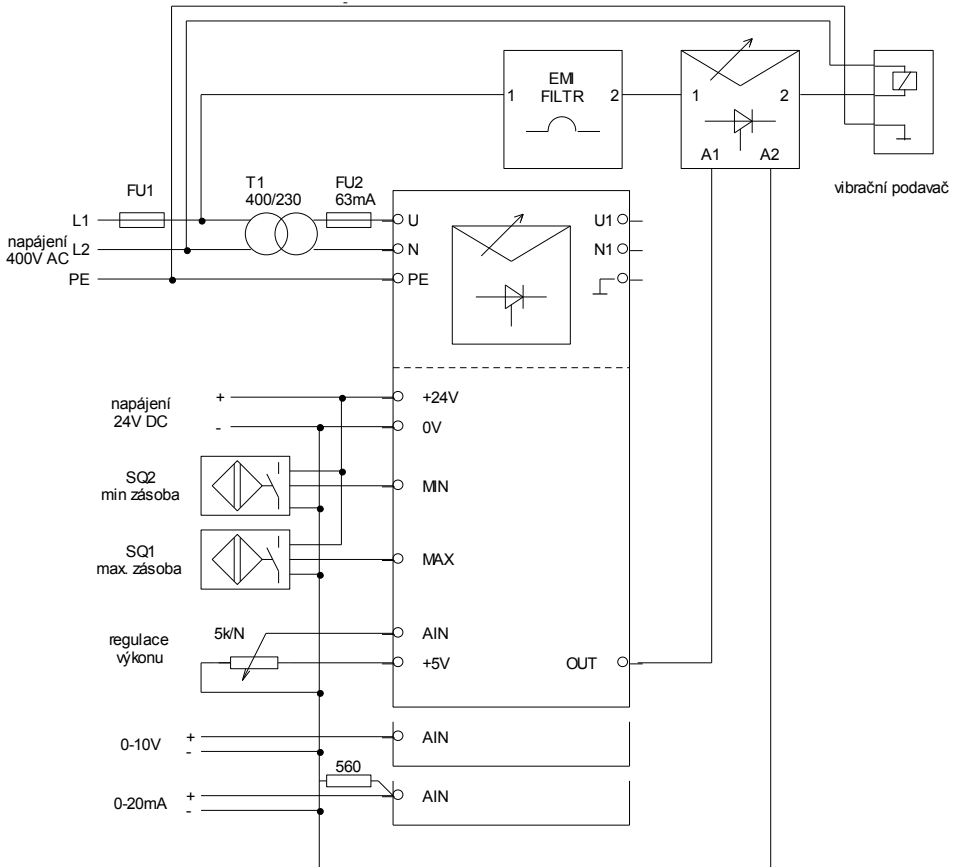 EMI
1 FILTR 2
1 2
A1 A2
vibrační podavač
FU1
T1
400/230
FU2
63mA
L1
napájení
400V AC
L2
PE
U
N
PE
U1
N1
napájení
24V DC
+
-
+24V
0V
SQ2
min zásoba
MIN
SQ1
max. zásoba
MAX
regulace
výkonu
5k/N
AIN
+5V
OUT
0-10V
+
-
AIN
560
0-20mA
+
-
AIN